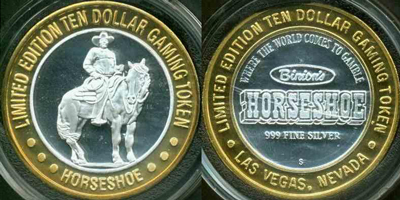 LIMITED EDITION TEN DOLLAR GAMING TOKEN
HORSESHOE
LIMITED EDITION TEN DOLLAR GAMING TOKEN
WHERE THE WORLD COMES TO GAMBLE
Binion's
HORSESHOE
999 FINE SILVER
S
LAS VEGAS, NEVADA